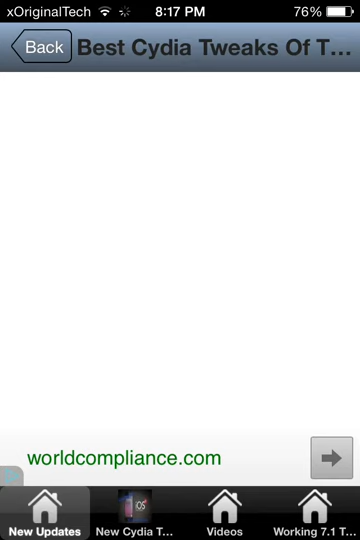 xOriginalTech 8:17 PM 76%
Back Best Cydia Tweaks Of T...
worldcompliance.com
New Updates New Cydia T... Videos Working 7.1 T...